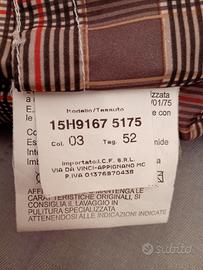 Modello/Tessuto
15H9167 5175
Col. 03 Tag. 52
Importato: I.C.F. S.R.L.
VIA DA VINCI-APPIGNANO MC
P.IVA 01376870438
CARATTERISTICHE ORIGINALI, SI
CONSIGLIA IL LAVAGGIO IN
PULITURA SPECIALIZZATA
ATTENENDOSI ALLE INDICAZIONI INDICATE
subito